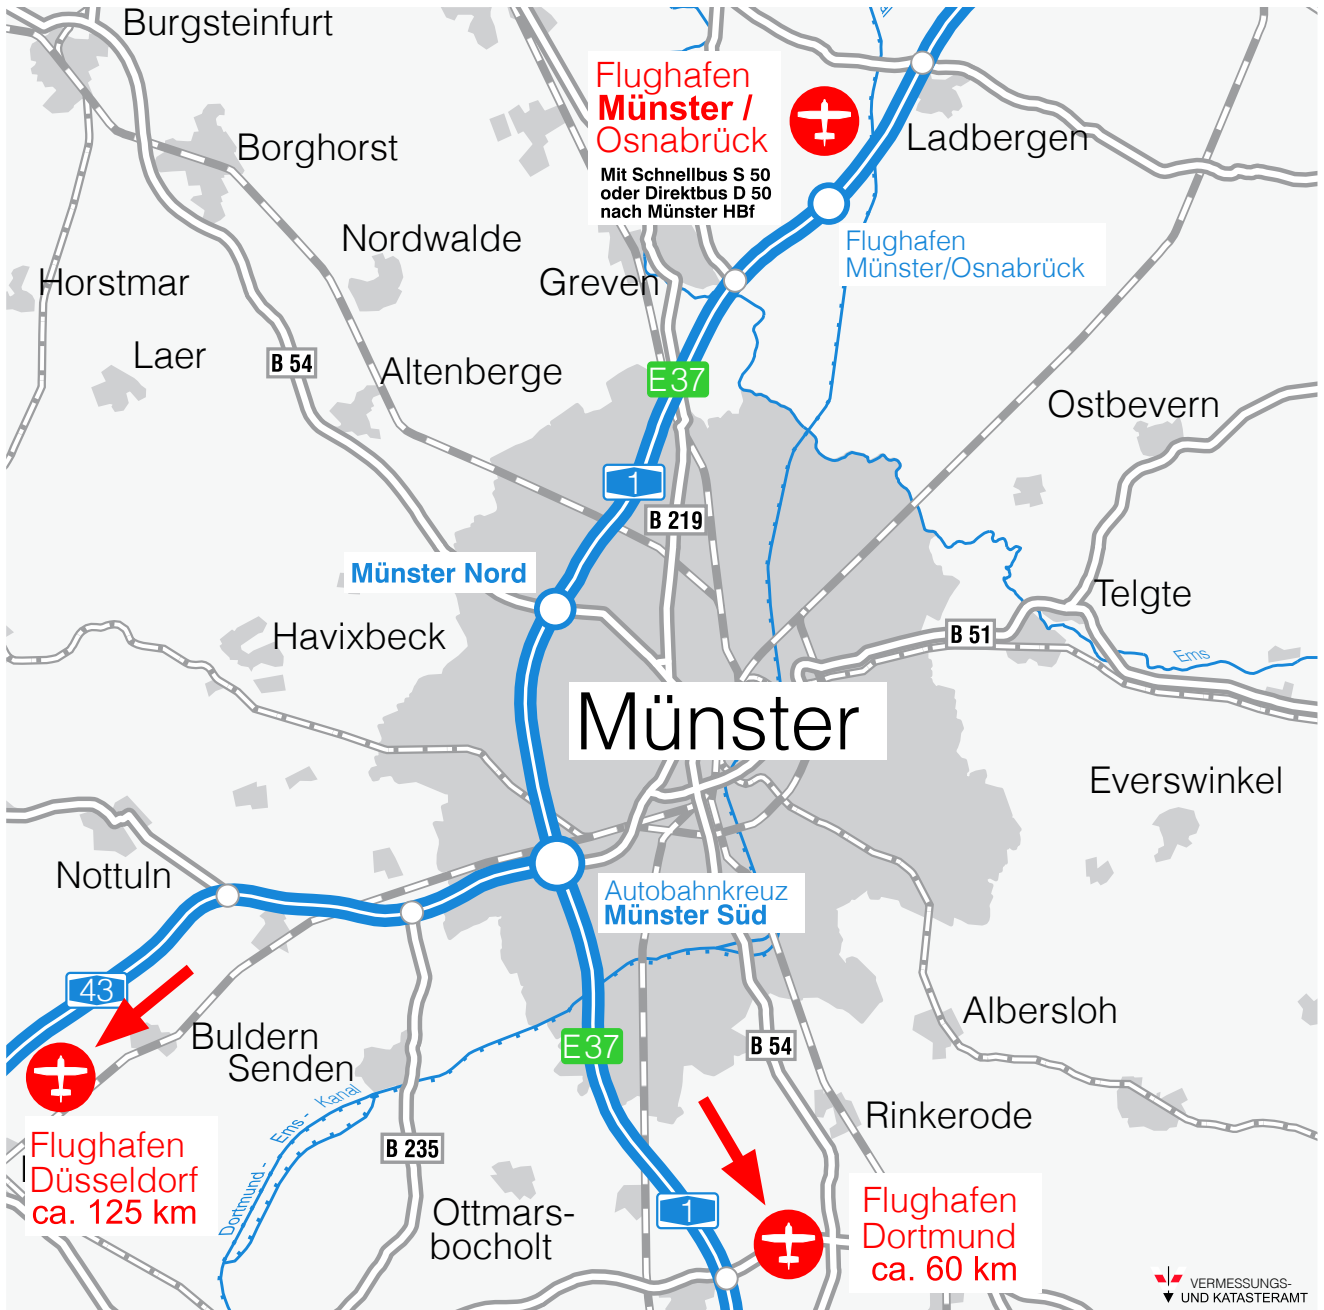 Burgsteinfurt
Flughafen
Münster /
Osnabrück
Mit Schnellbus S 50
oder Direktbus D 50
nach Münster HBf
Ladbergen
Borghorst
Nordwalde
Flughafen
Münster/Osnabrück
Horstmar
Greven
Laer
B 54
Altenberge
E 37
Ostbevern
1
B 219
Münster Nord
Telgte
Havixbeck
B 51
Ems
Münster
Everswinkel
Nottuln
Autobahnkreuz
Münster Süd
43
Albersloh
Buldern
Senden
E 37
B 54
Dortmund - Ems - Kanal
Rinkerode
B 235
Flughafen
Düsseldorf
ca. 125 km
Ottmars-
bocholt
1
Flughafen
Dortmund
ca. 60 km
VERMESSUNGS-
UND KATASTERAMT